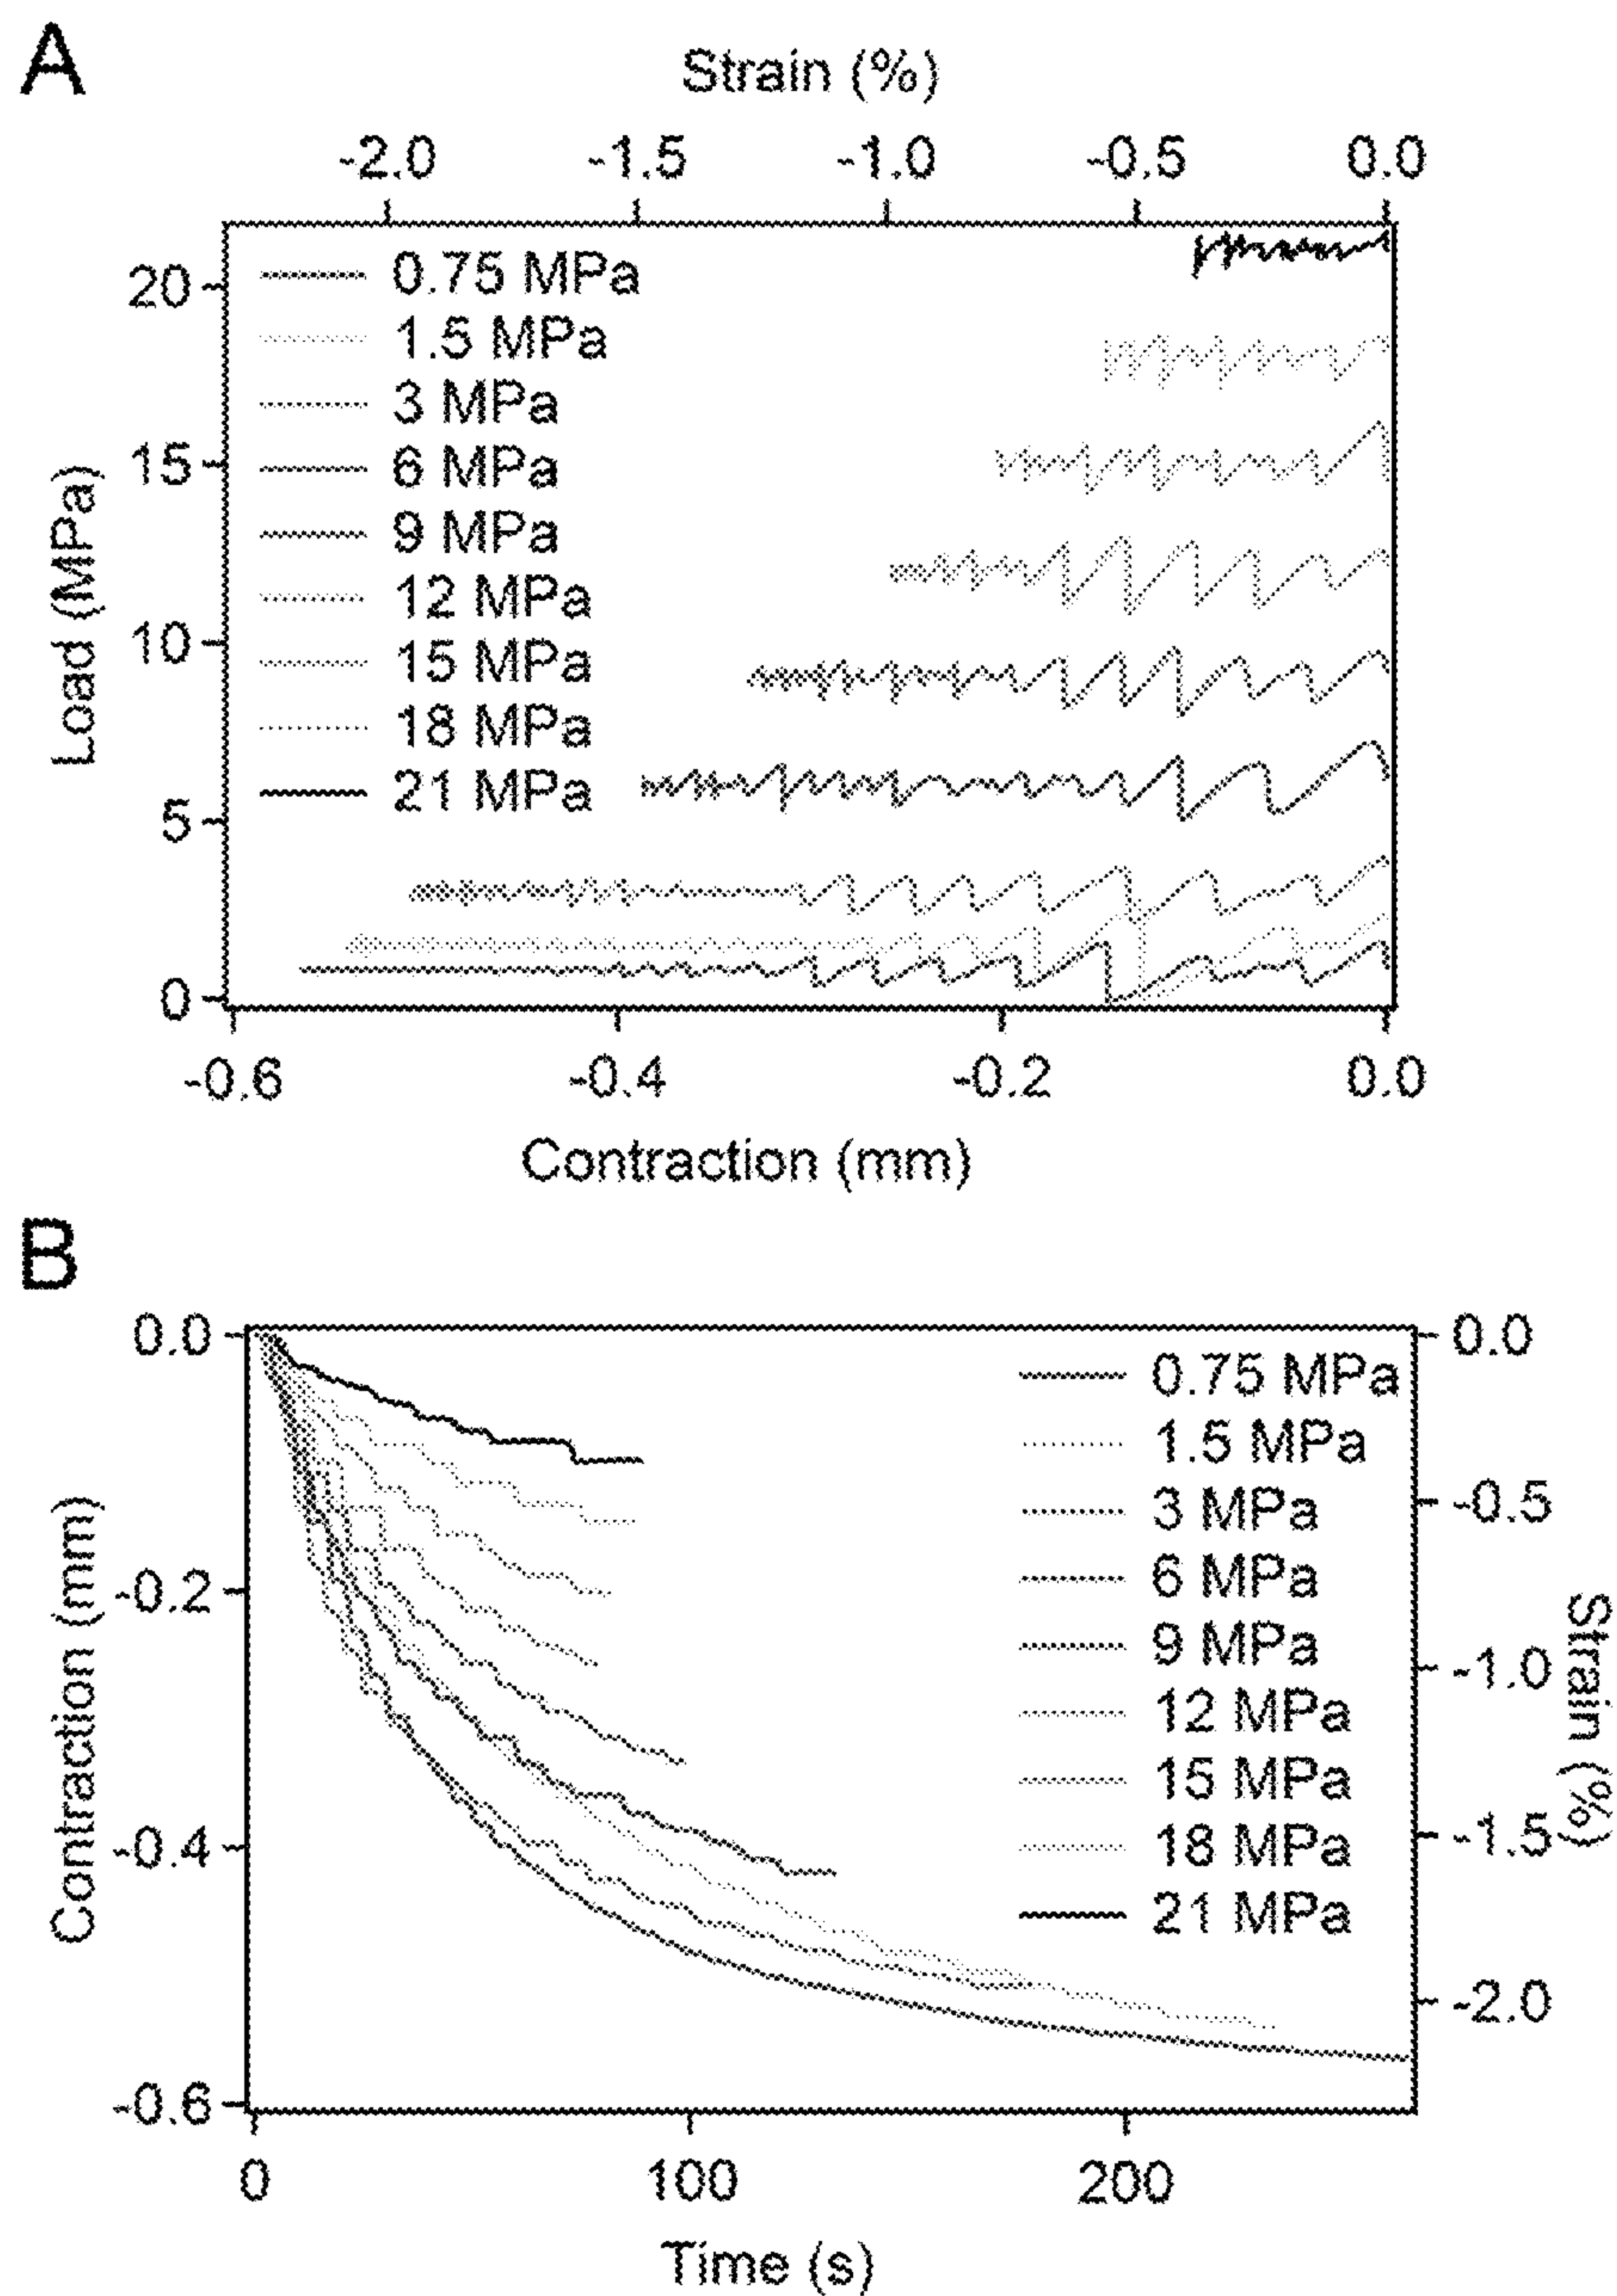 A
Strain (%)
-2.0 -1.5 -1.0 -0.5 0.0
Load (MPa)
20
15
10
5
0
0.75 MPa
1.5 MPa
3 MPa
6 MPa
9 MPa
12 MPa
15 MPa
18 MPa
21 MPa
-0.6 -0.4 -0.2 0.0
Contraction (mm)
B
Contraction (mm)
0.0
-0.2
-0.4
-0.6
0.75 MPa
1.5 MPa
3 MPa
6 MPa
9 MPa
12 MPa
15 MPa
18 MPa
21 MPa
0.0
-0.5
-1.0
-1.5
-2.0
Strain (%)
0 100 200
Time (s)